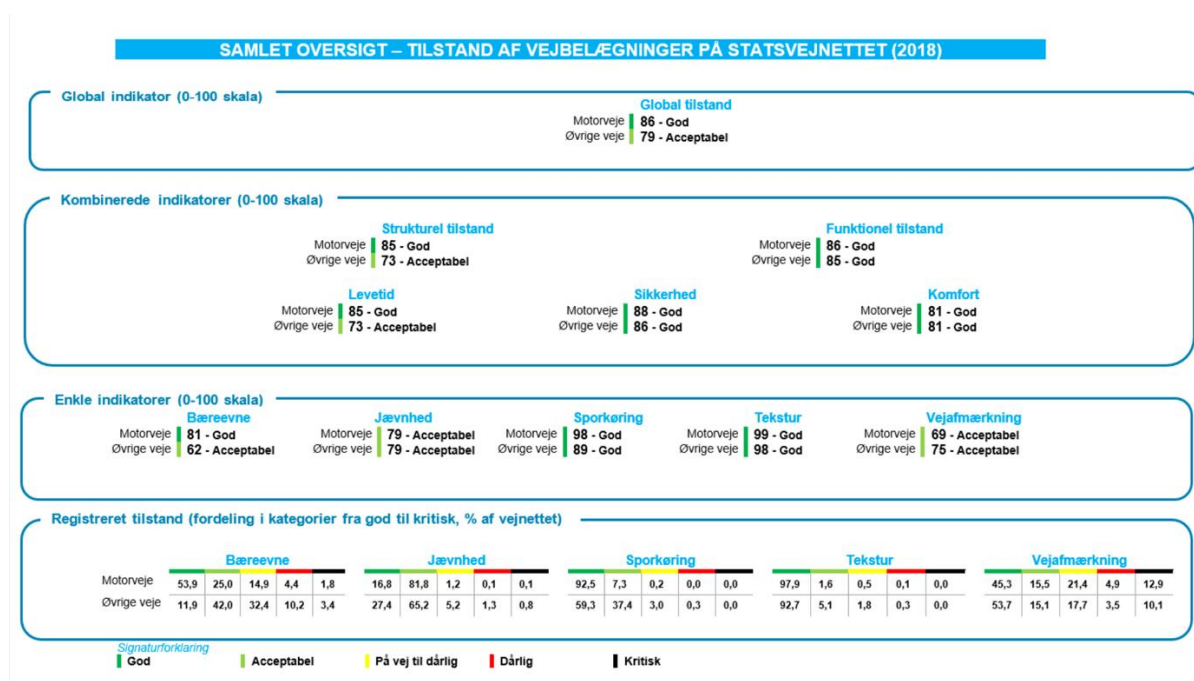 SAMLET OVERSIGT – TILSTAND AF VEJBELÆGNINGER PÅ STATSVEJNETTET (2018)
Global indikator (0-100 skala)
Global tilstand
Motorveje 86 - God
Øvrige veje 79 - Acceptabel
Kombinerede indikatorer (0-100 skala)
Strukturel tilstand Funktionel tilstand
Motorveje 85 - God Motorveje 86 - God
Øvrige veje 73 - Acceptabel Øvrige veje 85 - God
Levetid Sikkerhed Komfort
Motorveje 85 - God Motorveje 88 - God Motorveje 81 - God
Øvrige veje 73 - Acceptabel Øvrige veje 86 - God Øvrige veje 81 - God
Enkle indikatorer (0-100 skala)
Bæreevne Jævnhed Sporkøring Tekstur Vejafmærkning
Motorveje 81 - God Motorveje 79 - Acceptabel Motorveje 98 - God Motorveje 99 - God Motorveje 69 - Acceptabel
Øvrige veje 62 - Acceptabel Øvrige veje 79 - Acceptabel Øvrige veje 89 - God Øvrige veje 98 - God Øvrige veje 75 - Acceptabel
Registreret tilstand (fordeling i kategorier fra god til kritisk, % af vejnettet)
Bæreevne Jævnhed Sporkøring Tekstur Vejafmærkning
Motorveje 53,9 25,0 14,9 4,4 1,8 16,8 81,8 1,2 0,1 0,1 92,5 7,3 0,2 0,0 0,0 97,9 1,6 0,5 0,1 0,0 45,3 15,5 21,4 4,9 12,9
Øvrige veje 11,9 42,0 32,4 10,2 3,4 27,4 65,2 5,2 1,3 0,8 59,3 37,4 3,0 0,3 0,0 92,7 5,1 1,8 0,3 0,0 53,7 15,1 17,7 3,5 10,1
Signaturforklaring
God Acceptabel På vej til dårlig Dårlig Kritisk